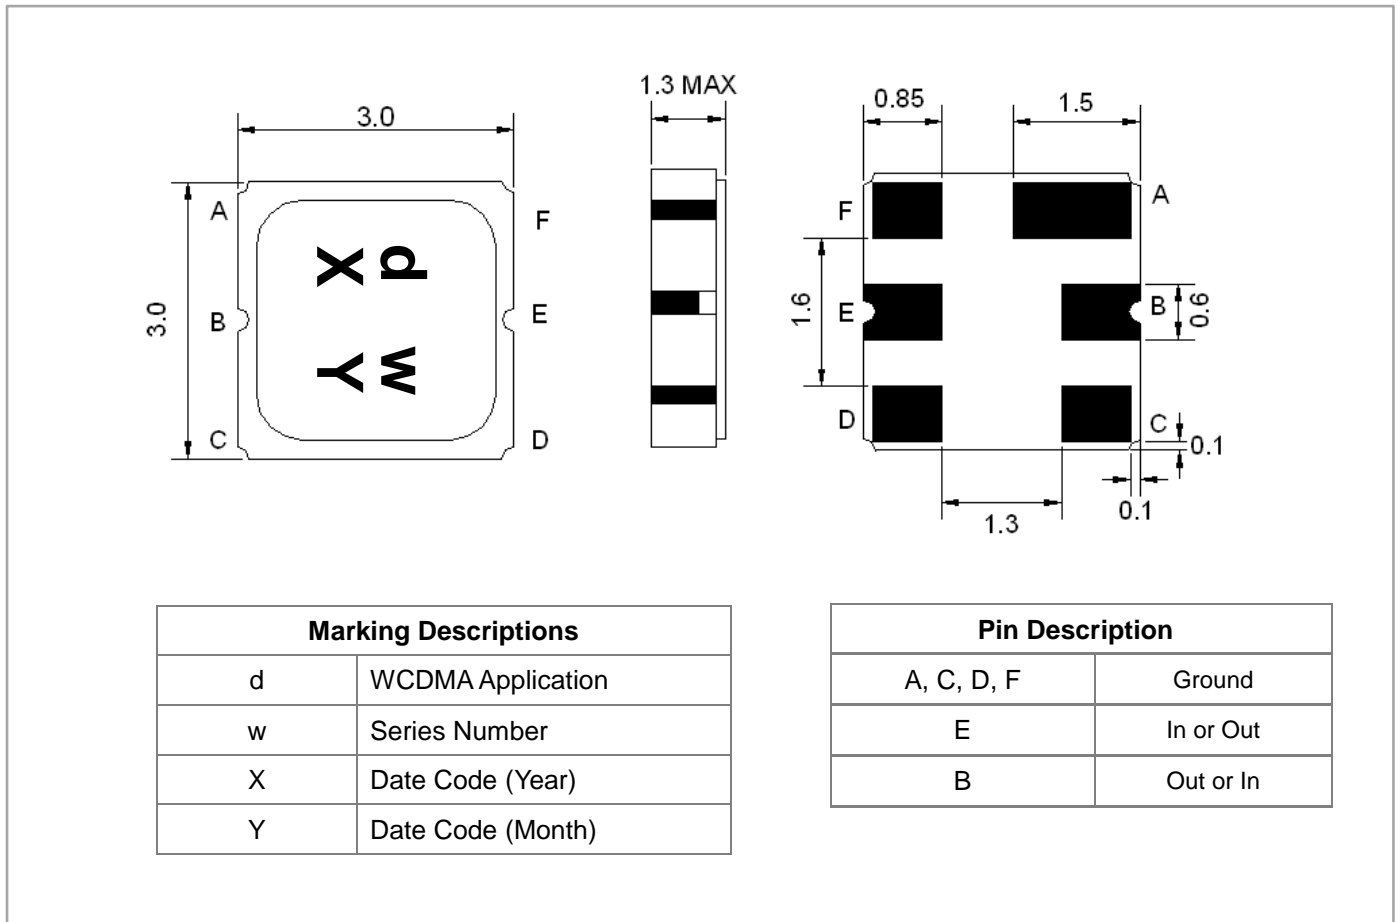 1.3 MAX
3.0
0.85
1.5
A
F
F
A
d
X
3.0
B
E
1.6
E
B
0.6
w
Y
C
D
D
C
0.1
1.3
0.1
Marking Descriptions
d WCDMA Application
w Series Number
X Date Code (Year)
Y Date Code (Month)
Pin Description
A, C, D, F Ground
E In or Out
B Out or In